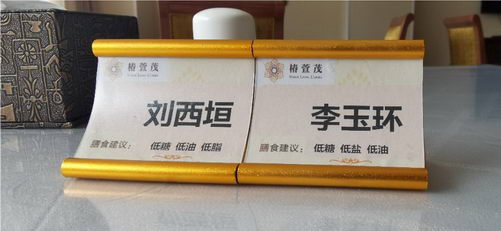 椿萱茂
刘西垣
膳食建议： 低糖 低油 低脂
椿萱茂
李玉环
膳食建议： 低糖 低盐 低油